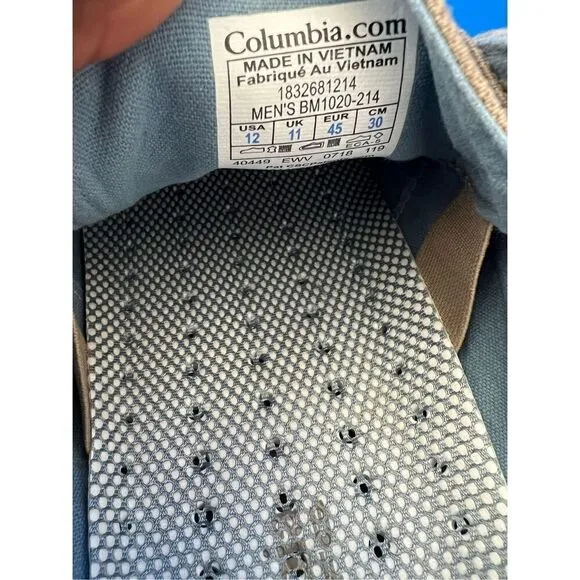 Columbia.com
MADE IN VIETNAM
Fabriqué Au Vietnam
1832681214
MEN'S BM1020-214
USA UK EUR CM
12 11 45 30
ECA-S
40449 EWV 0718 119